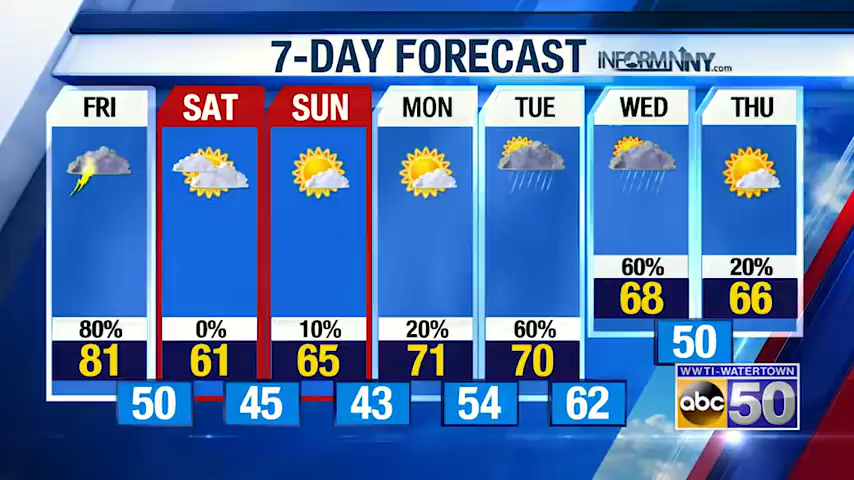 7-DAY FORECAST
INFORMNNY.com
FRI SAT SUN MON TUE WED THU
60% 20%
68 66
80% 0% 10% 20% 60%
81 61 65 71 70
50
50 45 43 54 62
WWTI-WATERTOWN
abc 50